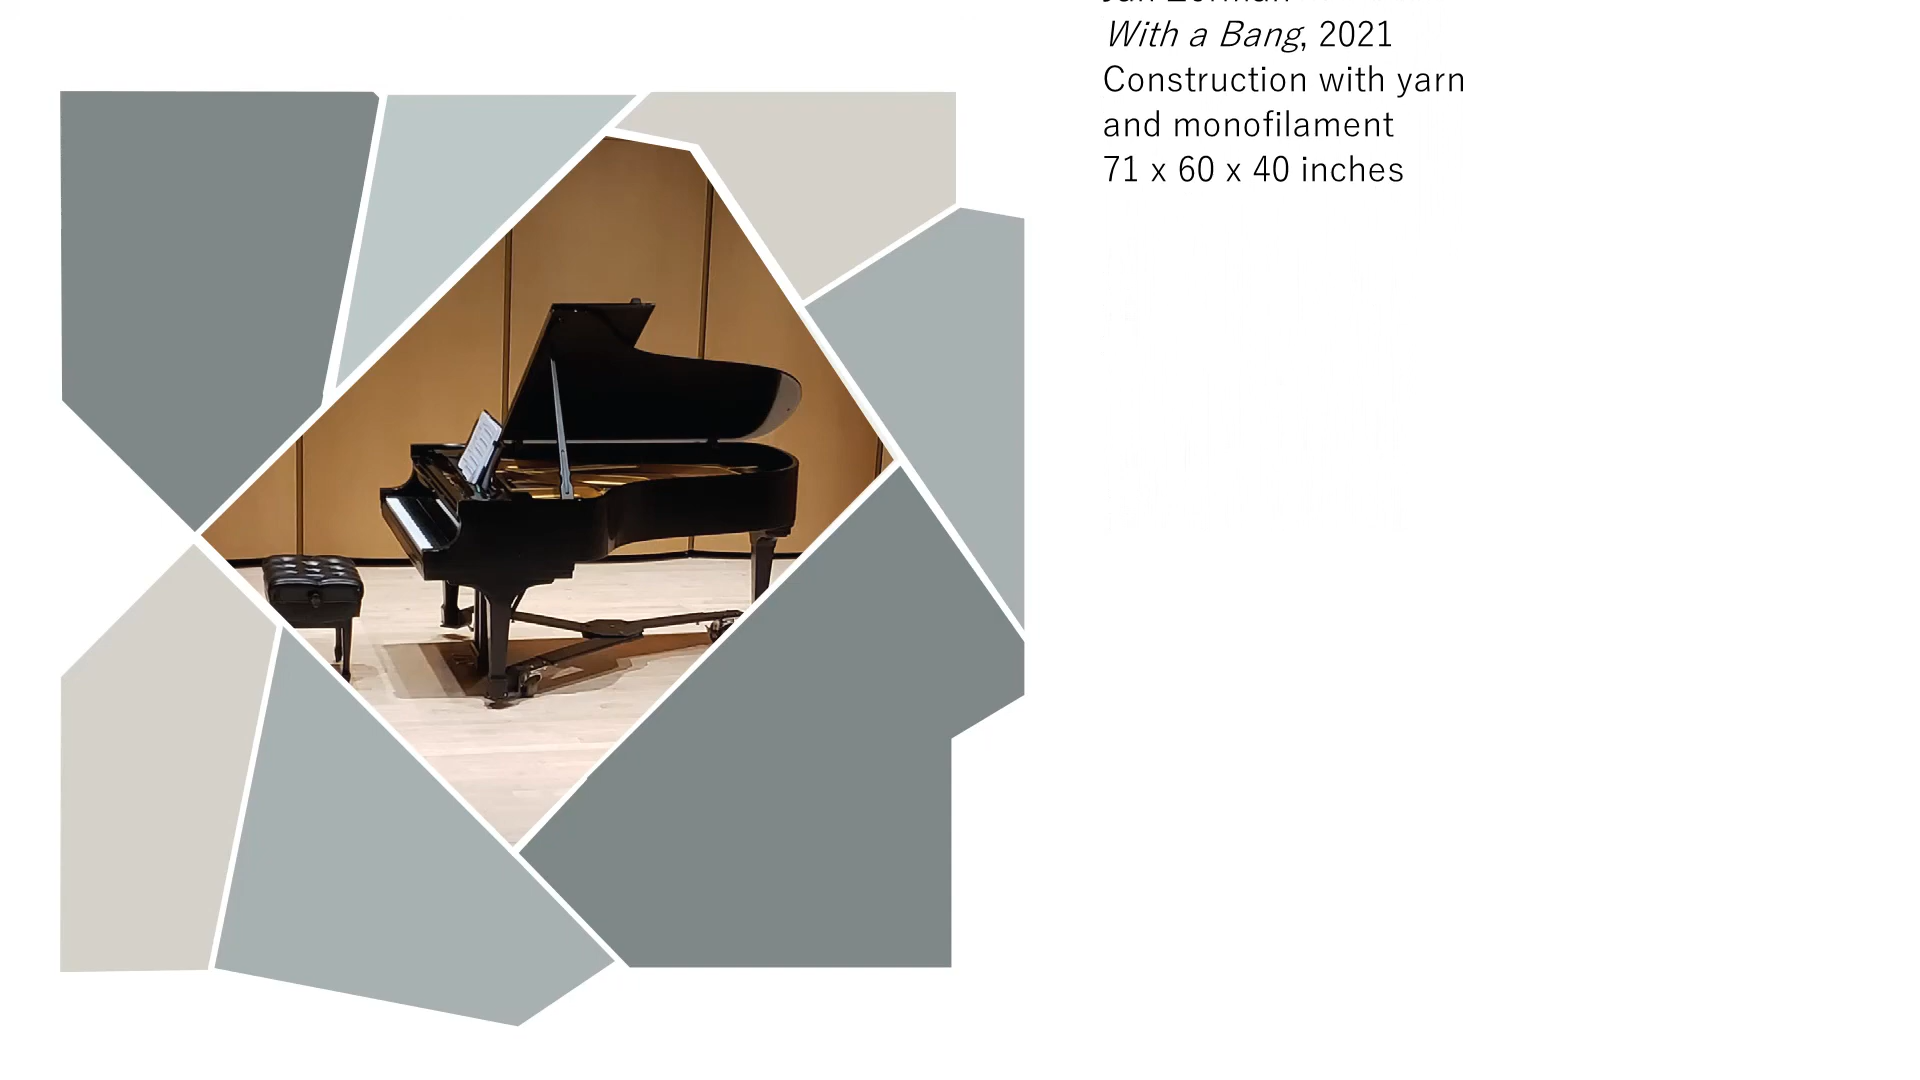 With a Bang, 2021
Construction with yarn
and monofilament
71 x 60 x 40 inches